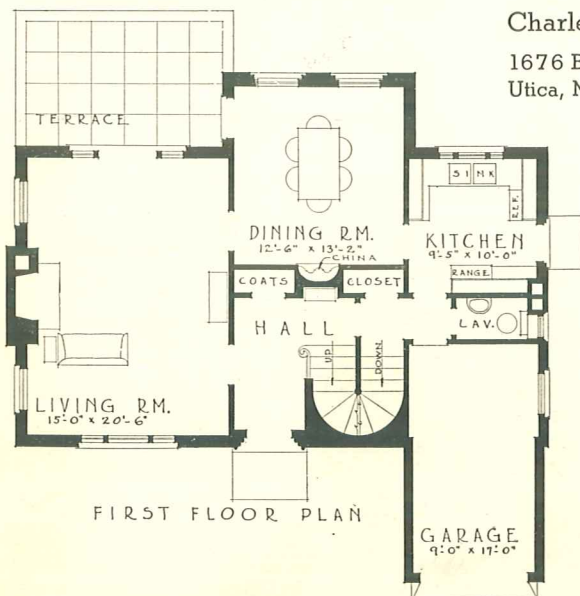 Charle
1676 B
Utica, N
TERRACE
DINING RM.
12'-6" x 13'-2"
CHINA
COATS
CLOSET
SINK
REF.
KITCHEN
9'-5" x 10'-0"
RANGE
LAV.
HALL
UP
DOWN
LIVING RM.
15'-0" x 20'-6"
FIRST FLOOR PLAN
GARAGE
9'-0" x 17'-0"